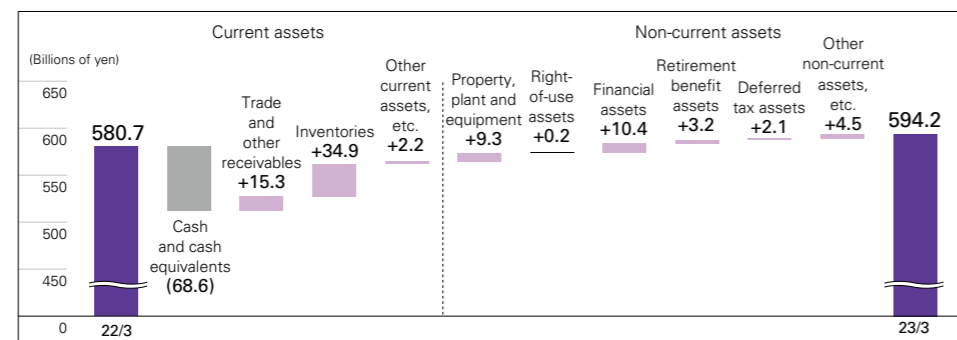 Current assets
Non-current assets
(Billions of yen)
650
600
550
500
450
0
580.7
22/3
Cash
and cash
equivalents
(68.6)
Trade
and
other
receivables
+15.3
Inventories
+34.9
Other
current
assets,
etc.
+2.2
Property,
plant and
equipment
+9.3
Right-
of-use
assets
+0.2
Financial
assets
+10.4
Retirement
benefit
assets
+3.2
Deferred
tax assets
+2.1
Other
non-current
assets,
etc.
+4.5
594.2
23/3